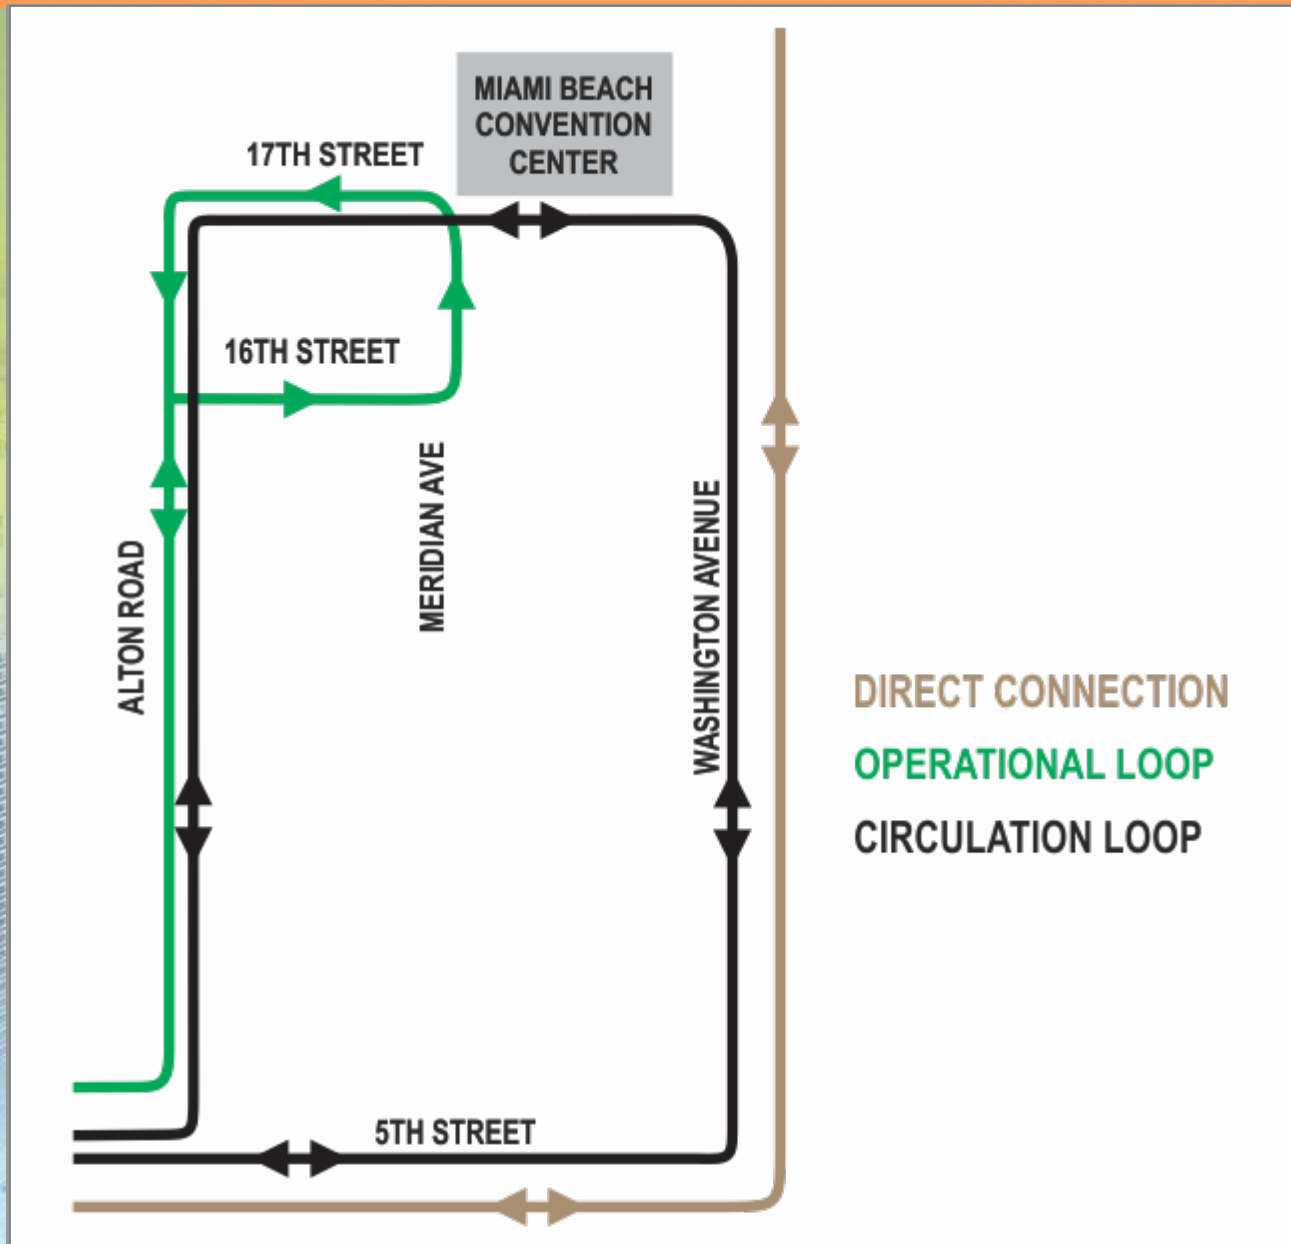 MIAMI BEACH
CONVENTION
CENTER
17TH STREET
16TH STREET
MERIDIAN AVE
WASHINGTON AVENUE
ALTON ROAD
DIRECT CONNECTION
OPERATIONAL LOOP
CIRCULATION LOOP
5TH STREET